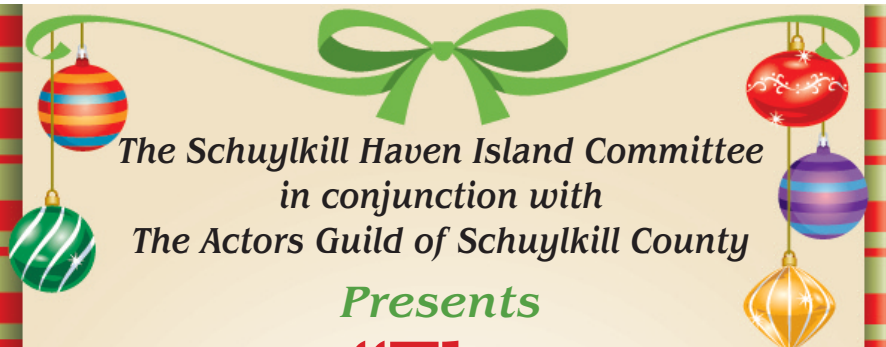 The Schuylkill Haven Island Committee
in conjunction with
The Actors Guild of Schuylkill County
Presents